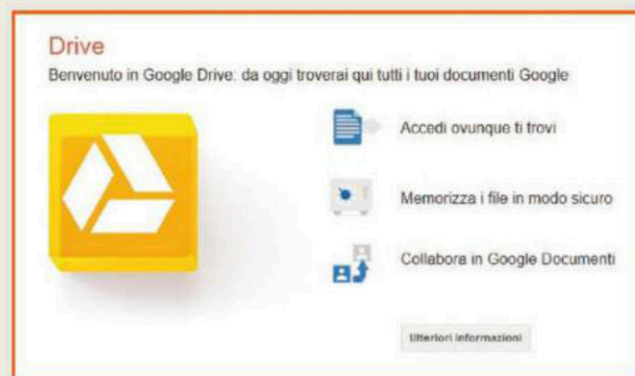 Drive
Benvenuto in Google Drive: da oggi troverai qui tutti i tuoi documenti Google
Accedi ovunque ti trovi
Memorizza i file in modo sicuro
Collabora in Google Documenti
Ulteriori informazioni